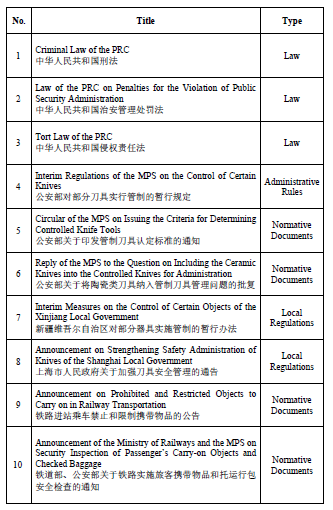 No. Title Type
1 Criminal Law of the PRC Law
中华人民共和国刑法
2 Law of the PRC on Penalties for the Violation of Public Law
Security Administration
中华人民共和国治安管理处罚法
3 Tort Law of the PRC Law
中华人民共和国侵权责任法
4 Interim Regulations of the MPS on the Control of Certain Administrative
Knives Rules
公安部对部分刀具实行管制的暂行规定
5 Circular of the MPS on Issuing the Criteria for Determining Normative
Controlled Knife Tools Documents
公安部关于印发管制刀具认定标准的通知
6 Reply of the MPS to the Question on Including the Ceramic Normative
Knives into the Controlled Knives for Administration Documents
公安部关于将陶瓷类刀具纳入管制刀具管理问题的批复
7 Interim Measures on the Control of Certain Objects of the Local
Xinjiang Local Government Regulations
新疆维吾尔自治区对部分器具实施管制的暂行办法
8 Announcement on Strengthening Safety Administration of Local
Knives of the Shanghai Local Government Regulations
上海市人民政府关于加强刀具安全管理的通告
9 Announcement on Prohibited and Restricted Objects to Normative
Carry on in Railway Transportation Documents
铁路进站乘车禁止和限制携带物品的公告
10 Announcement of the Ministry of Railways and the MPS on Normative
Security Inspection of Passenger's Carry-on Objects and Documents
Checked Baggage
铁道部、公安部关于铁路实施旅客携带物品和托运行包
安全检查的通知